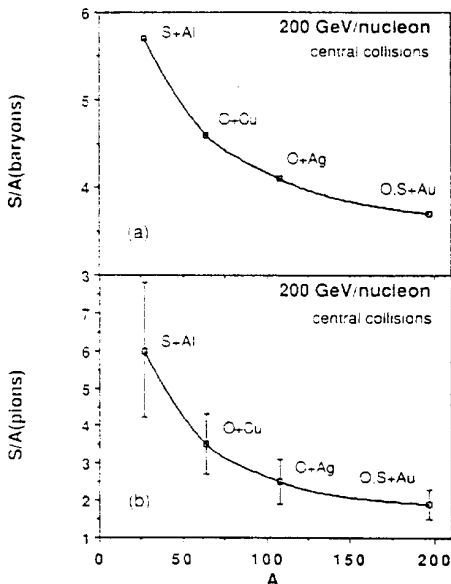 6
200 GeV/nucleon
central collisions
S+Al
5
O+Cu
S/A(baryons)
O+Ag
4
O.S+Au
(a)
3
200 GeV/nucleon
central collisions
7
S+Al
6
5
S/A(pions)
4
O+Cu
3
O+Ag
O.S+Au
2
(b)
1
0 50 100 150 200
A